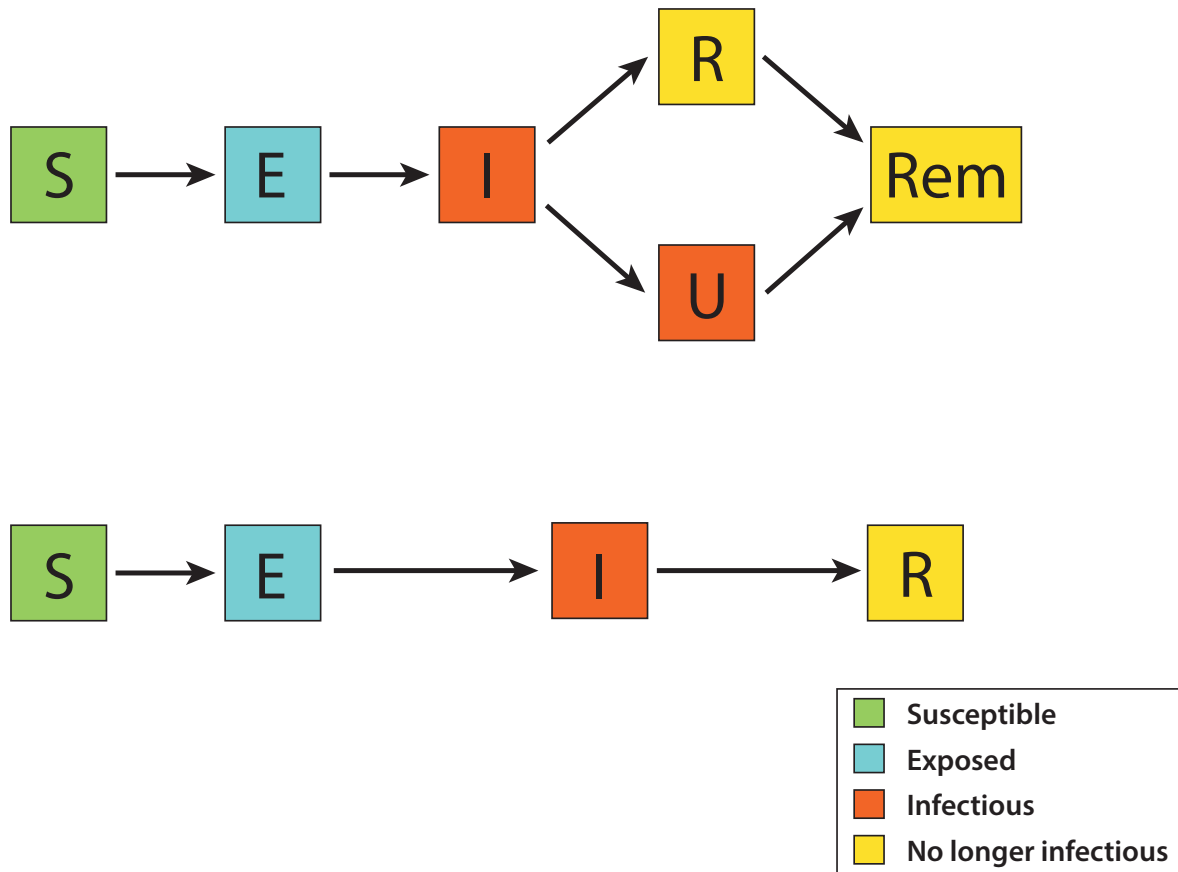 R
S
E
I
Rem
U
S
E
I
R
Susceptible
Exposed
Infectious
No longer infectious